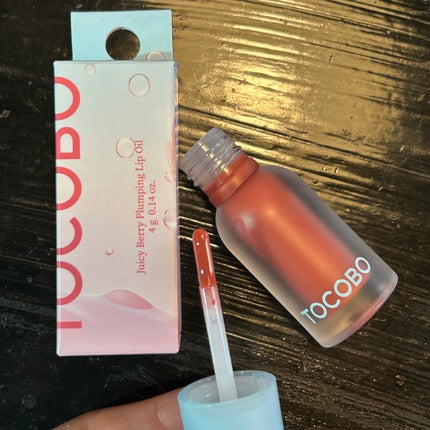 TOCOBO
Juicy Berry Plumping Lip Oil
4 g 0.14 oz.
TOCOBO